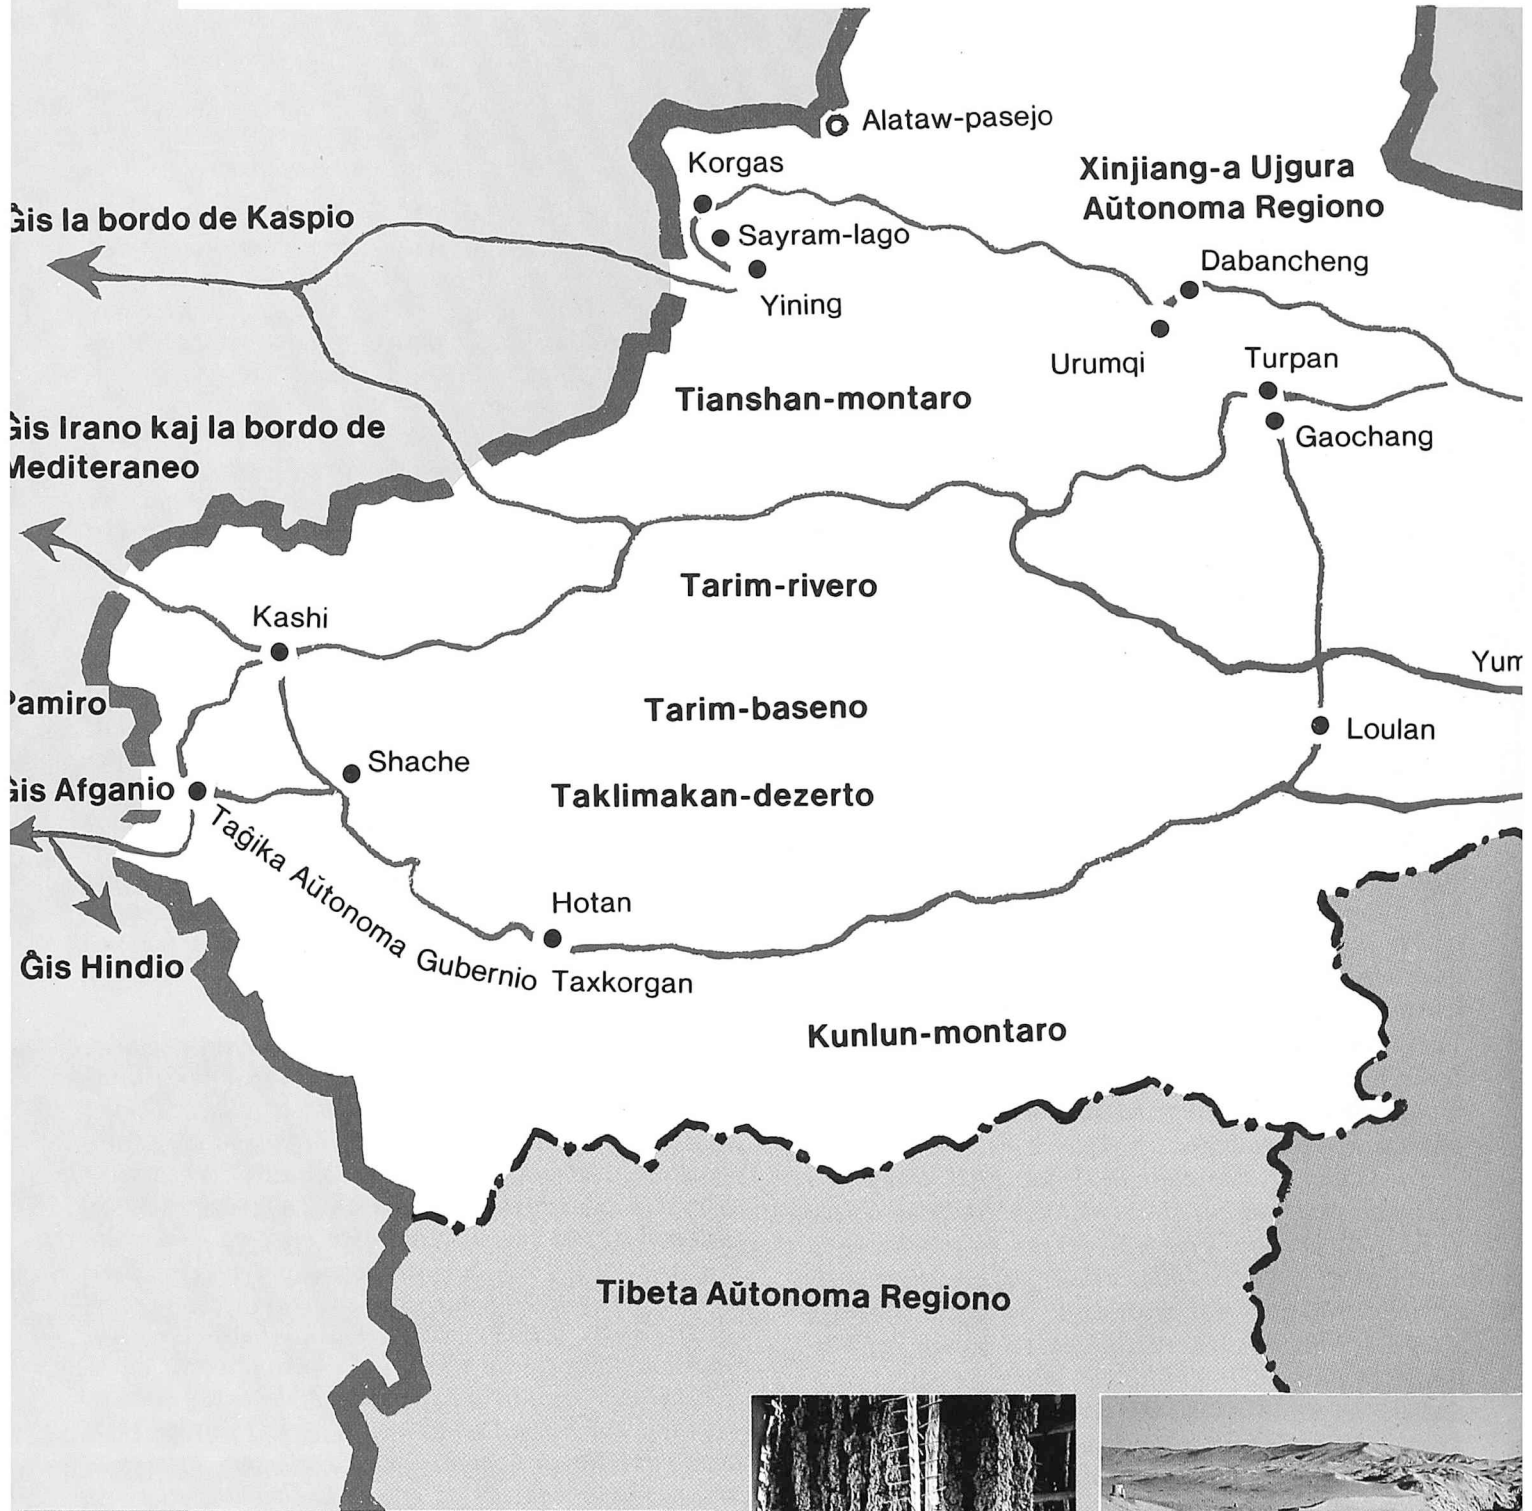 Alataw-pasejo
Korgas
Xinjiang-a Ujgura
Aŭtonoma Regiono
Ĝis la bordo de Kaspio
Sayram-lago
Dabancheng
Yining
Urumqi
Turpan
Tianshan-montaro
Ĝis Irano kaj la bordo de
Mediteraneo
Gaochang
Tarim-rivero
Kashi
Yum
Pamiro
Tarim-baseno
Loulan
Shache
Ĝis Afganio
Taklimakan-dezerto
Taĝika Aŭtonoma Gubernio Taxkorgan
Hotan
Ĝis Hindio
Kunlun-montaro
Tibeta Aŭtonoma Regiono